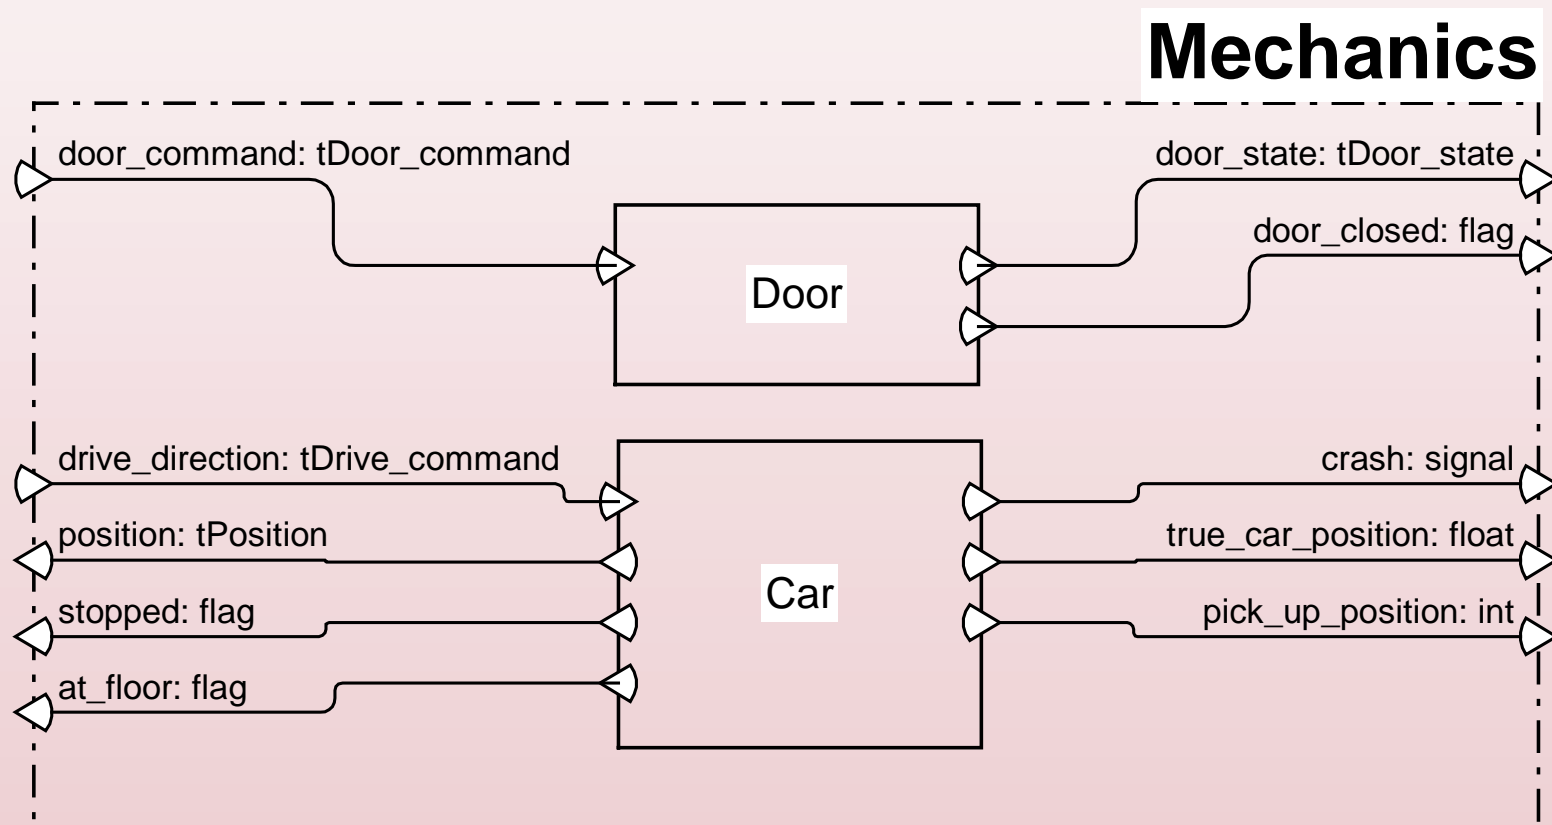 Mechanics
door_command: tDoor_command
door_state: tDoor_state
door_closed: flag
Door
drive_direction: tDrive_command
crash: signal
position: tPosition
true_car_position: float
Car
stopped: flag
pick_up_position: int
at_floor: flag